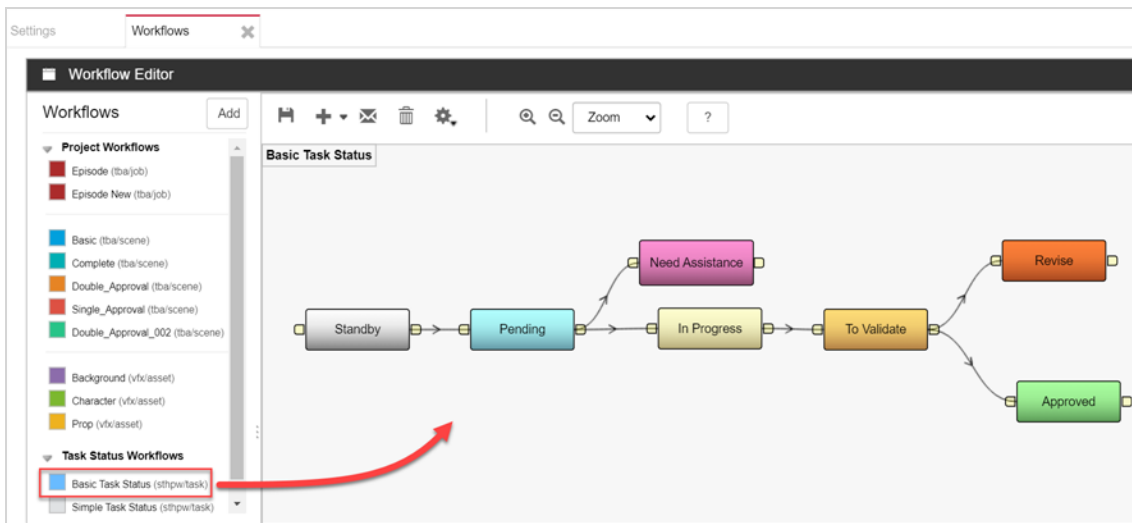 Settings
Workflows
Workflow Editor
Workflows
Add
Zoom
?
Project Workflows
Episode (tba/job)
Episode New (tba/job)
Basic (tba/scene)
Complete (tba/scene)
Double_Approval (tba/scene)
Single_Approval (tba/scene)
Double_Approval_002 (tba/scene)
Background (vfx/asset)
Character (vfx/asset)
Prop (vfx/asset)
Task Status Workflows
Basic Task Status (sthpw/task)
Simple Task Status (sthpw/task)
Basic Task Status
Need Assistance
Revise
Standby
Pending
In Progress
To Validate
Approved